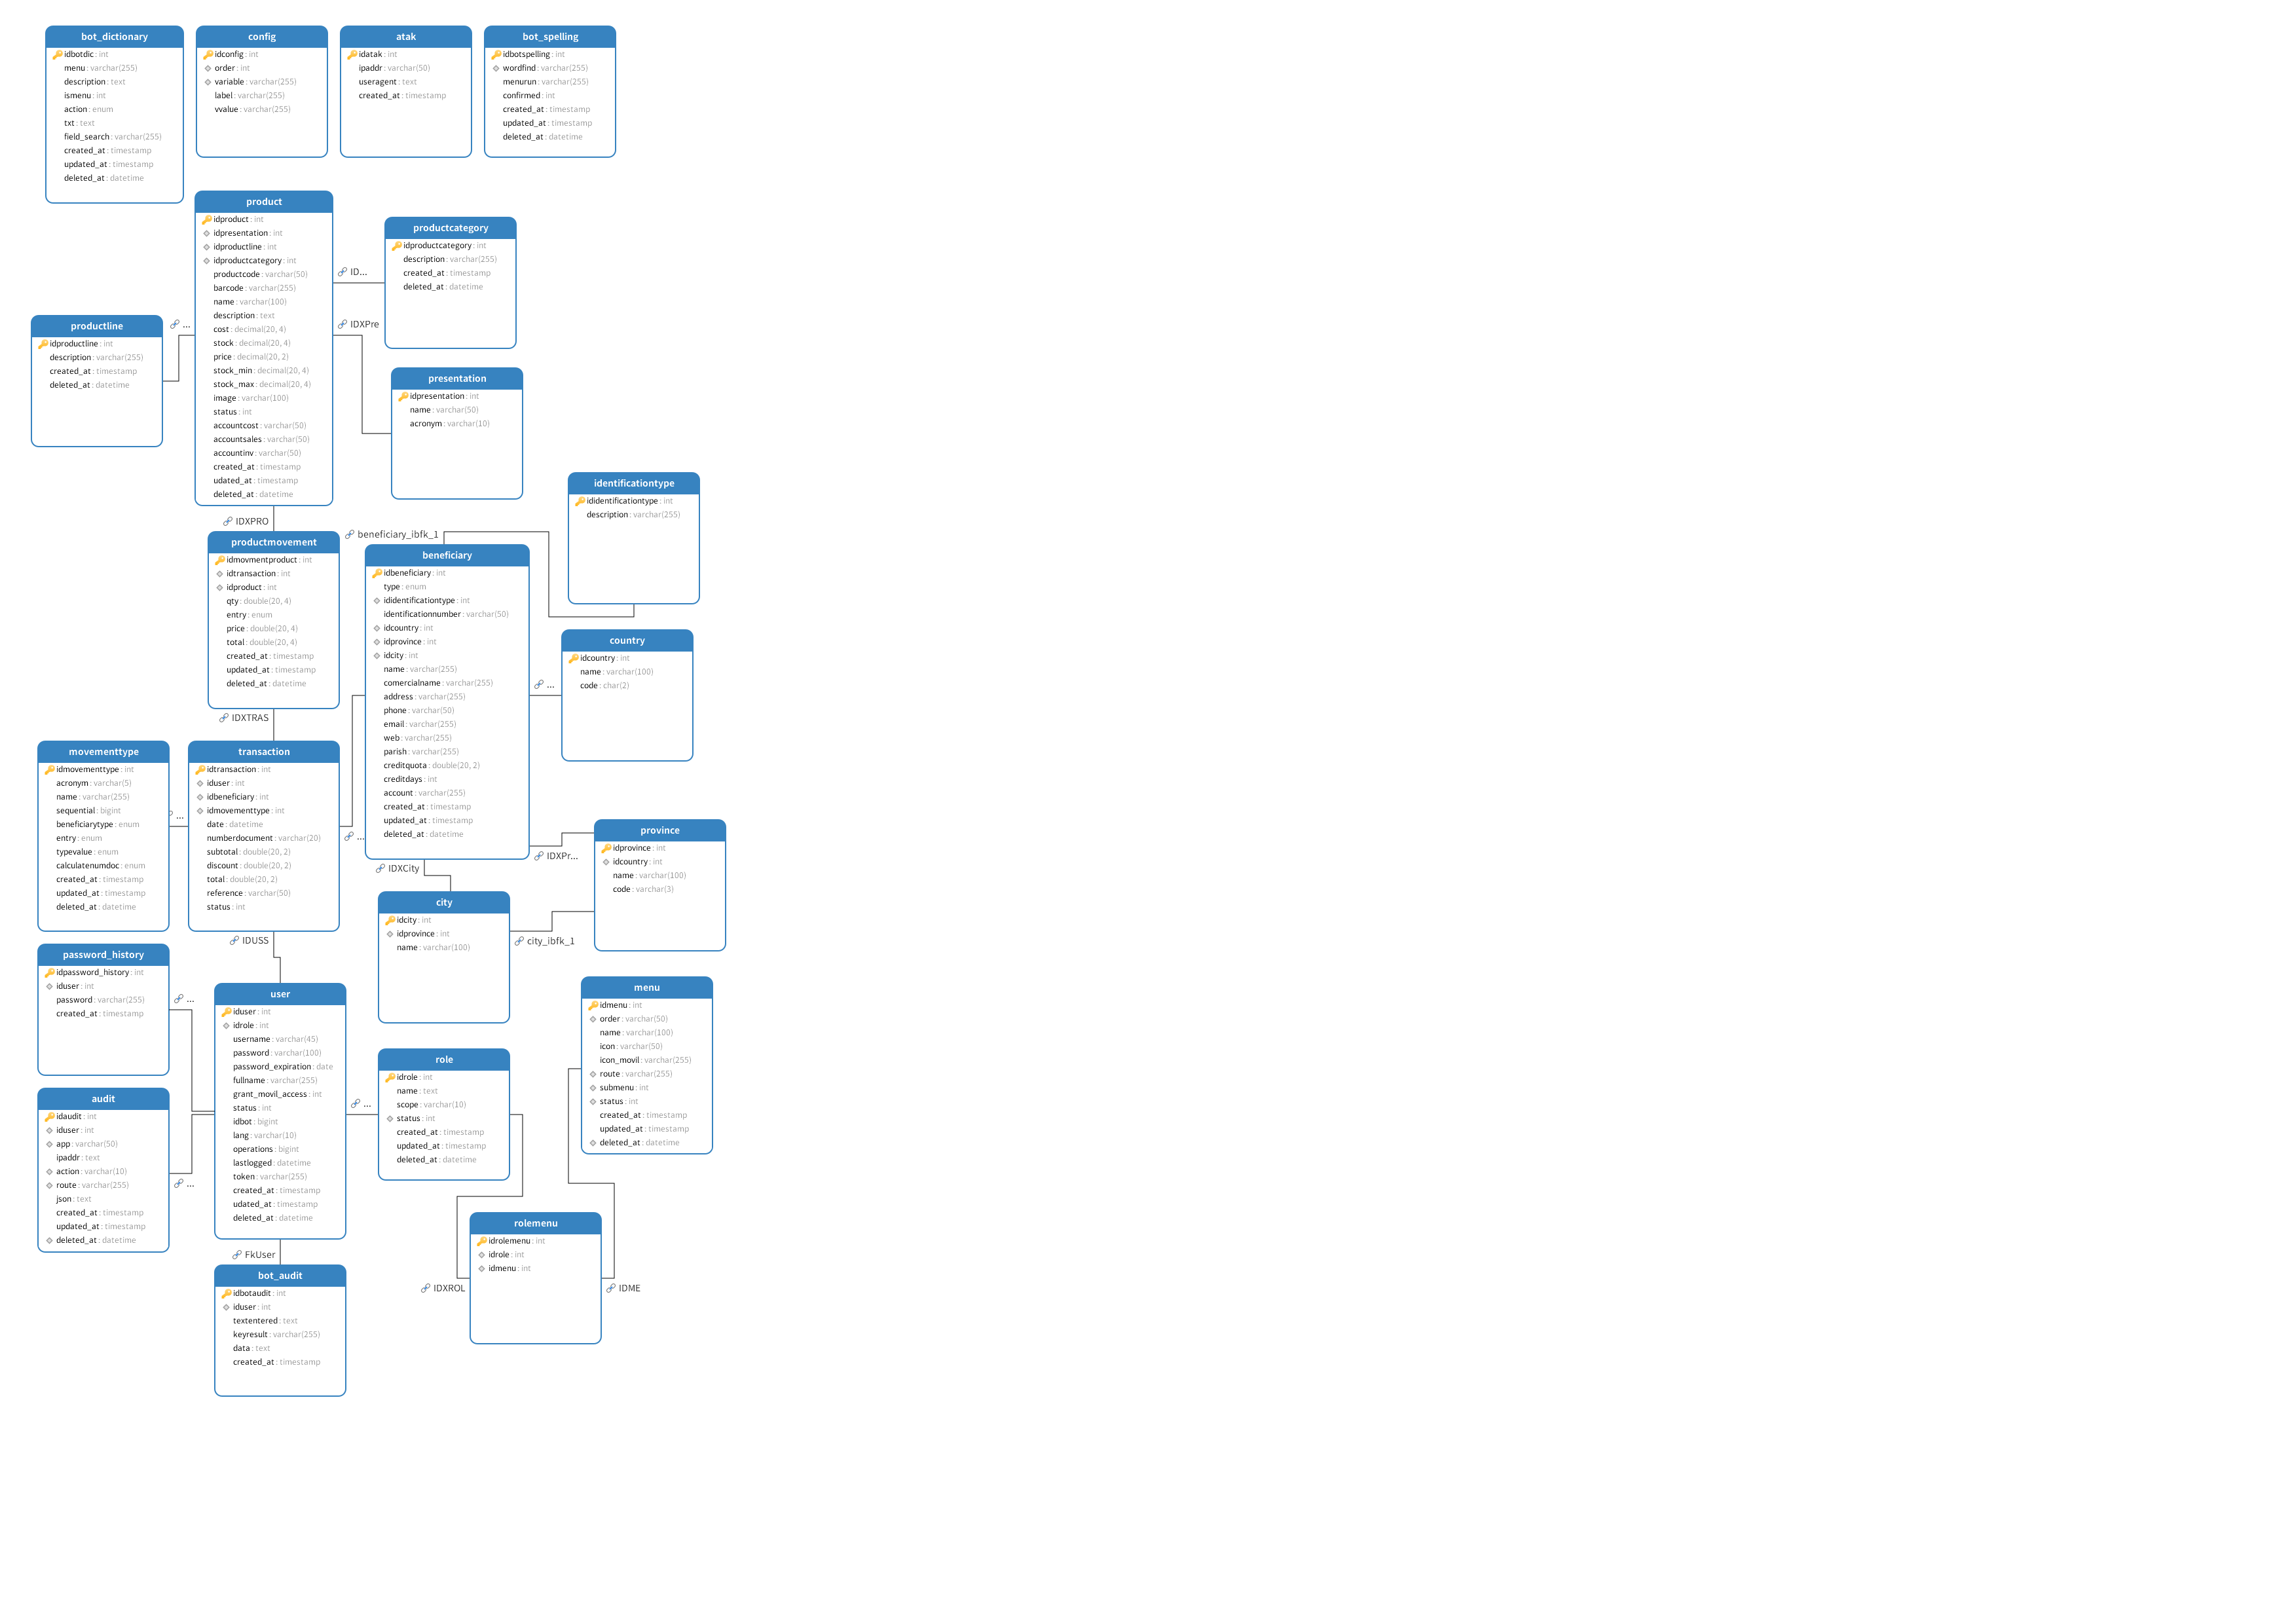 bot_dictionary
idbotdic : int
menu : varchar(255)
description : text
ismenu : int
action : enum
txt : text
field_search : varchar(255)
created_at : timestamp
updated_at : timestamp
deleted_at : datetime
config
idconfig : int
order : int
variable : varchar(255)
label : varchar(255)
vvalue : varchar(255)
atak
idatak : int
ipaddr : varchar(50)
useragent : text
created_at : timestamp
bot_spelling
idbotspelling : int
wordfind : varchar(255)
menurun : varchar(255)
confirmed : int
created_at : timestamp
updated_at : timestamp
deleted_at : datetime
product
idproduct : int
idpresentation : int
idproductline : int
idproductcategory : int
productcode : varchar(50)
barcode : varchar(255)
name : varchar(100)
description : text
cost : decimal(20, 4)
stock : decimal(20, 4)
price : decimal(20, 2)
stock_min : decimal(20, 4)
stock_max : decimal(20, 4)
image : varchar(100)
status : int
accountcost : varchar(50)
accountsales : varchar(50)
accountinv : varchar(50)
created_at : timestamp
udated_at : timestamp
deleted_at : datetime
ID...
IDXPre
productcategory
idproductcategory : int
description : varchar(255)
created_at : timestamp
deleted_at : datetime
productline
idproductline : int
description : varchar(255)
created_at : timestamp
deleted_at : datetime
...
presentation
idpresentation : int
name : varchar(50)
acronym : varchar(10)
identificationtype
ididentificationtype : int
description : varchar(255)
IDXPRO
productmovement
idmovmentproduct : int
idtransaction : int
idproduct : int
qty : double(20, 4)
entry : enum
price : double(20, 4)
total : double(20, 4)
created_at : timestamp
updated_at : timestamp
deleted_at : datetime
IDXTRAS
beneficiary_ibfk_1
beneficiary
idbeneficiary : int
type : enum
ididentificationtype : int
identificationnumber : varchar(50)
idcountry : int
idprovince : int
idcity : int
name : varchar(255)
comercialname : varchar(255)
address : varchar(255)
phone : varchar(50)
email : varchar(255)
web : varchar(255)
parish : varchar(255)
creditquota : double(20, 2)
creditdays : int
account : varchar(255)
created_at : timestamp
updated_at : timestamp
deleted_at : datetime
...
country
idcountry : int
name : varchar(100)
code : char(2)
movementtype
idmovementtype : int
acronym : varchar(5)
name : varchar(255)
sequential : bigint
beneficiarytype : enum
entry : enum
typevalue : enum
calculatenumdoc : enum
created_at : timestamp
updated_at : timestamp
deleted_at : datetime
...
transaction
idtransaction : int
iduser : int
idbeneficiary : int
idmovementtype : int
date : datetime
numberdocument : varchar(20)
subtotal : double(20, 2)
discount : double(20, 2)
total : double(20, 2)
reference : varchar(50)
status : int
...
IDUSS
IDXCity
IDXPr...
province
idprovince : int
idcountry : int
name : varchar(100)
code : varchar(3)
city
idcity : int
idprovince : int
name : varchar(100)
city_ibfk_1
password_history
idpassword_history : int
iduser : int
password : varchar(255)
created_at : timestamp
...
user
iduser : int
idrole : int
username : varchar(45)
password : varchar(100)
password_expiration : date
fullname : varchar(255)
grant_movil_access : int
status : int
idbot : bigint
lang : varchar(10)
operations : bigint
lastlogged : datetime
token : varchar(255)
created_at : timestamp
udated_at : timestamp
deleted_at : datetime
...
role
idrole : int
name : text
scope : varchar(10)
status : int
created_at : timestamp
updated_at : timestamp
deleted_at : datetime
menu
idmenu : int
order : varchar(50)
name : varchar(100)
icon : varchar(50)
icon_movil : varchar(255)
route : varchar(255)
submenu : int
status : int
created_at : timestamp
updated_at : timestamp
deleted_at : datetime
audit
idaudit : int
iduser : int
app : varchar(50)
ipaddr : text
action : varchar(10)
route : varchar(255)
json : text
created_at : timestamp
updated_at : timestamp
deleted_at : datetime
...
FkUser
bot_audit
idbotaudit : int
iduser : int
textentered : text
keyresult : varchar(255)
data : text
created_at : timestamp
rolemenu
idrolemenu : int
idrole : int
idmenu : int
IDXROL
IDME